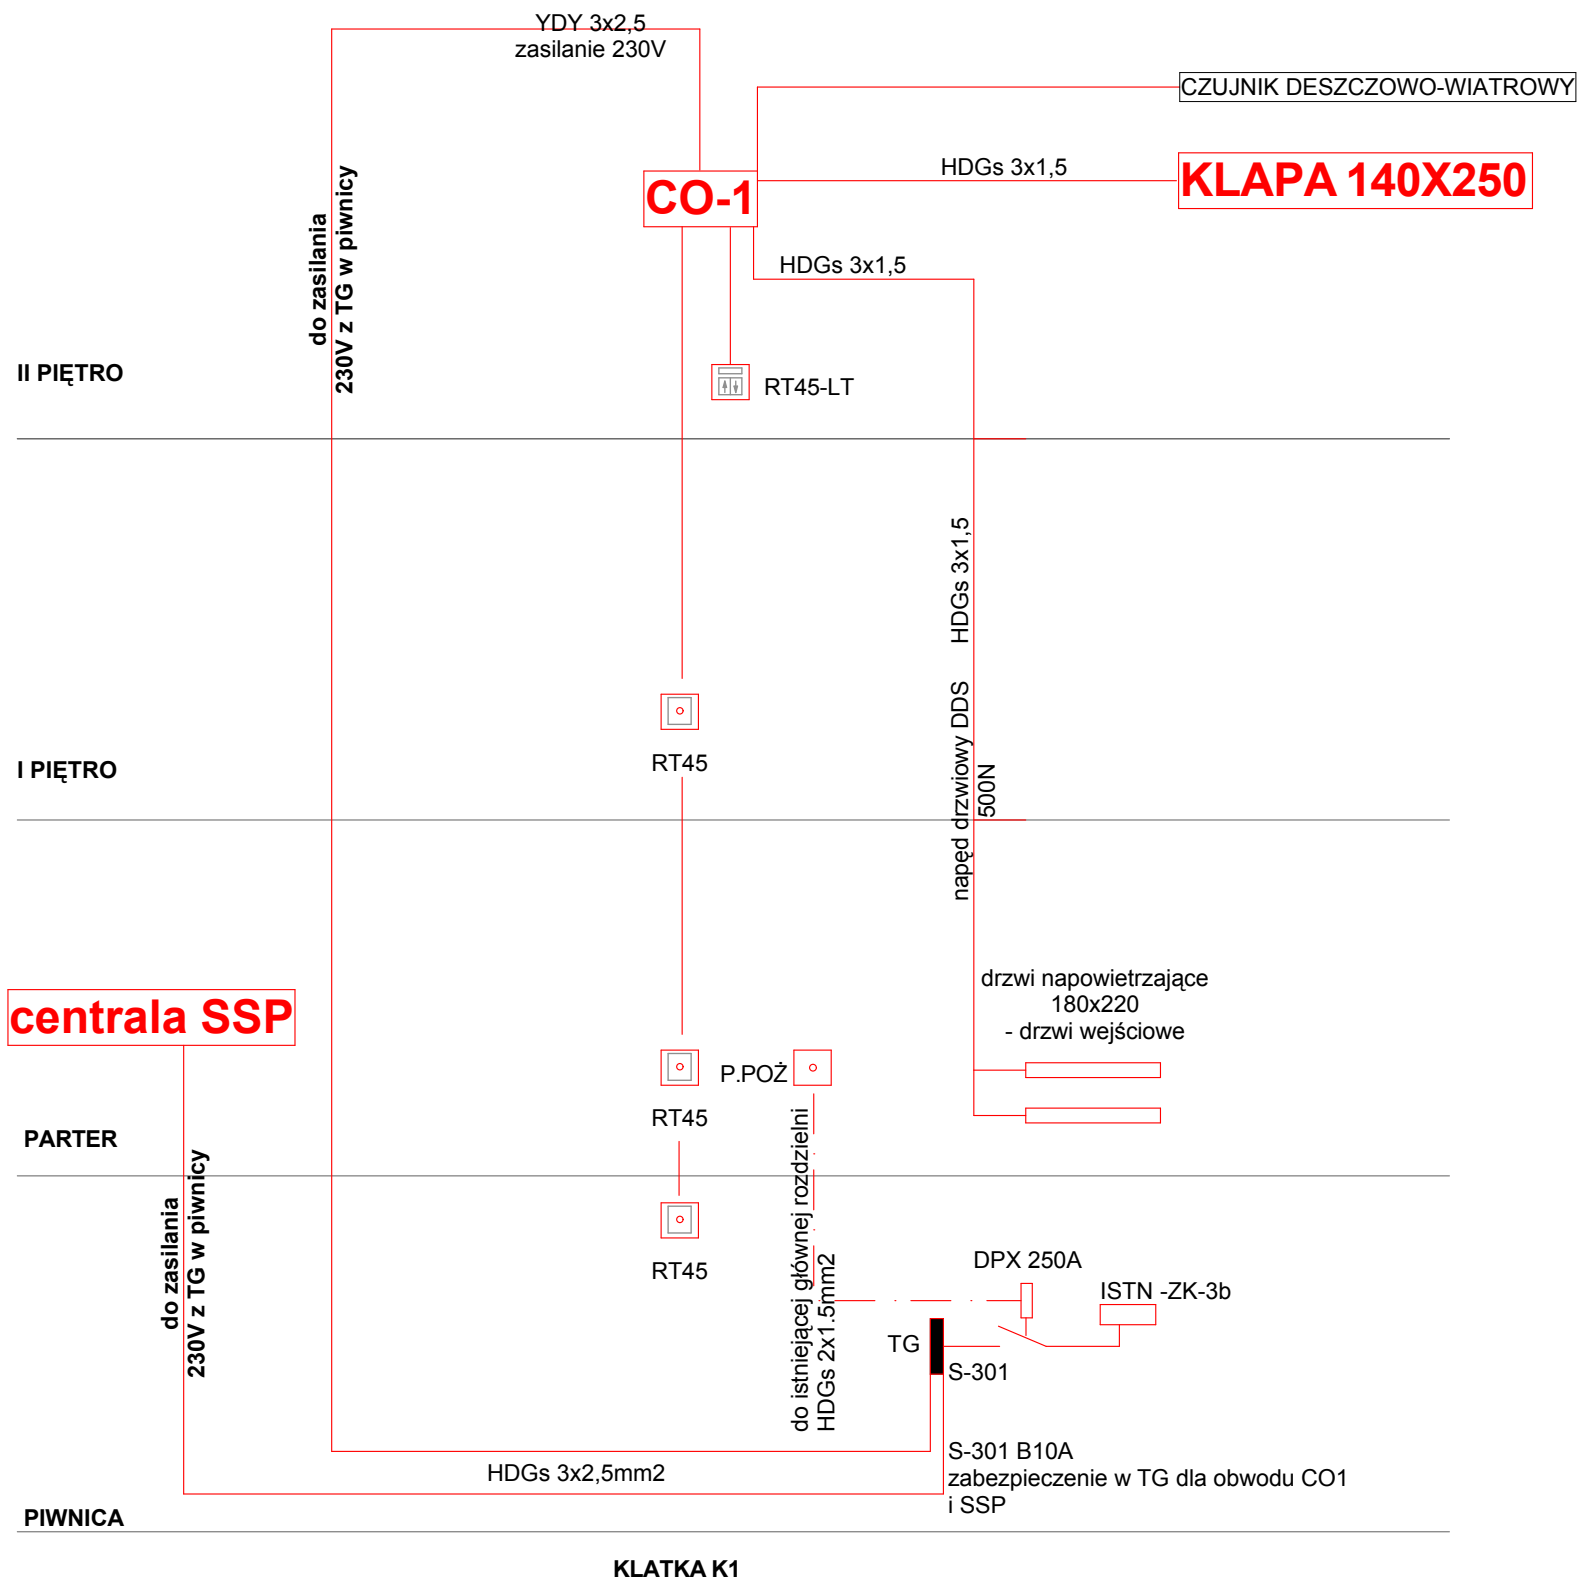 YDY 3x2,5
zasilanie 230V
CZUJNIK DESZCZOWO-WIATROWY
HDGs 3x1,5
KLAPA 140X250
CO-1
do zasilania
230V z TG w piwnicy
HDGs 3x1,5
II PIĘTRO
RT45-LT
HDGs 3x1,5
napęd drzwiowy DDS
500N
RT45
I PIĘTRO
drzwi napowietrzające
180x220
- drzwi wejściowe
centrala SSP
P.POŻ
RT45
PARTER
do zasilania
230V z TG w piwnicy
do istniejącej głównej rozdzielni
HDGs 2x1.5mm2
RT45
DPX 250A
ISTN -ZK-3b
TG
S-301
HDGs 3x2,5mm2
S-301 B10A
zabezpieczenie w TG dla obwodu CO1
i SSP
PIWNICA
KLATKA K1